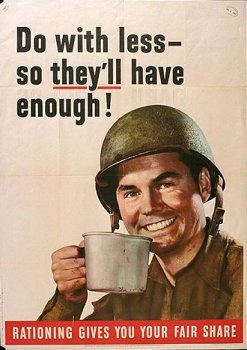 Do with less–
so they'll have
enough!
RATIONING GIVES YOU YOUR FAIR SHARE